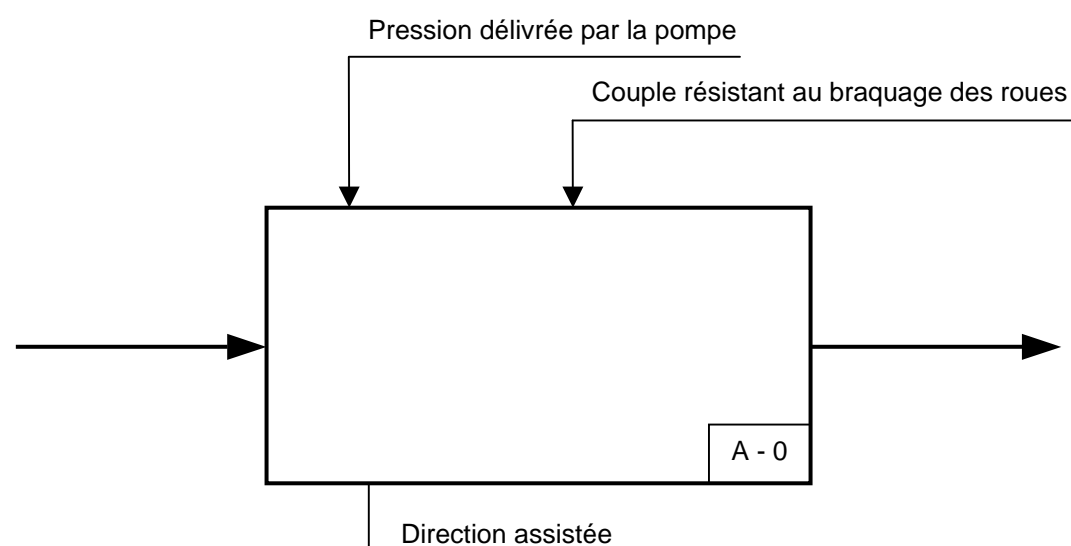 Pression délivrée par la pompe
Couple résistant au braquage des roues
A - 0
Direction assistée